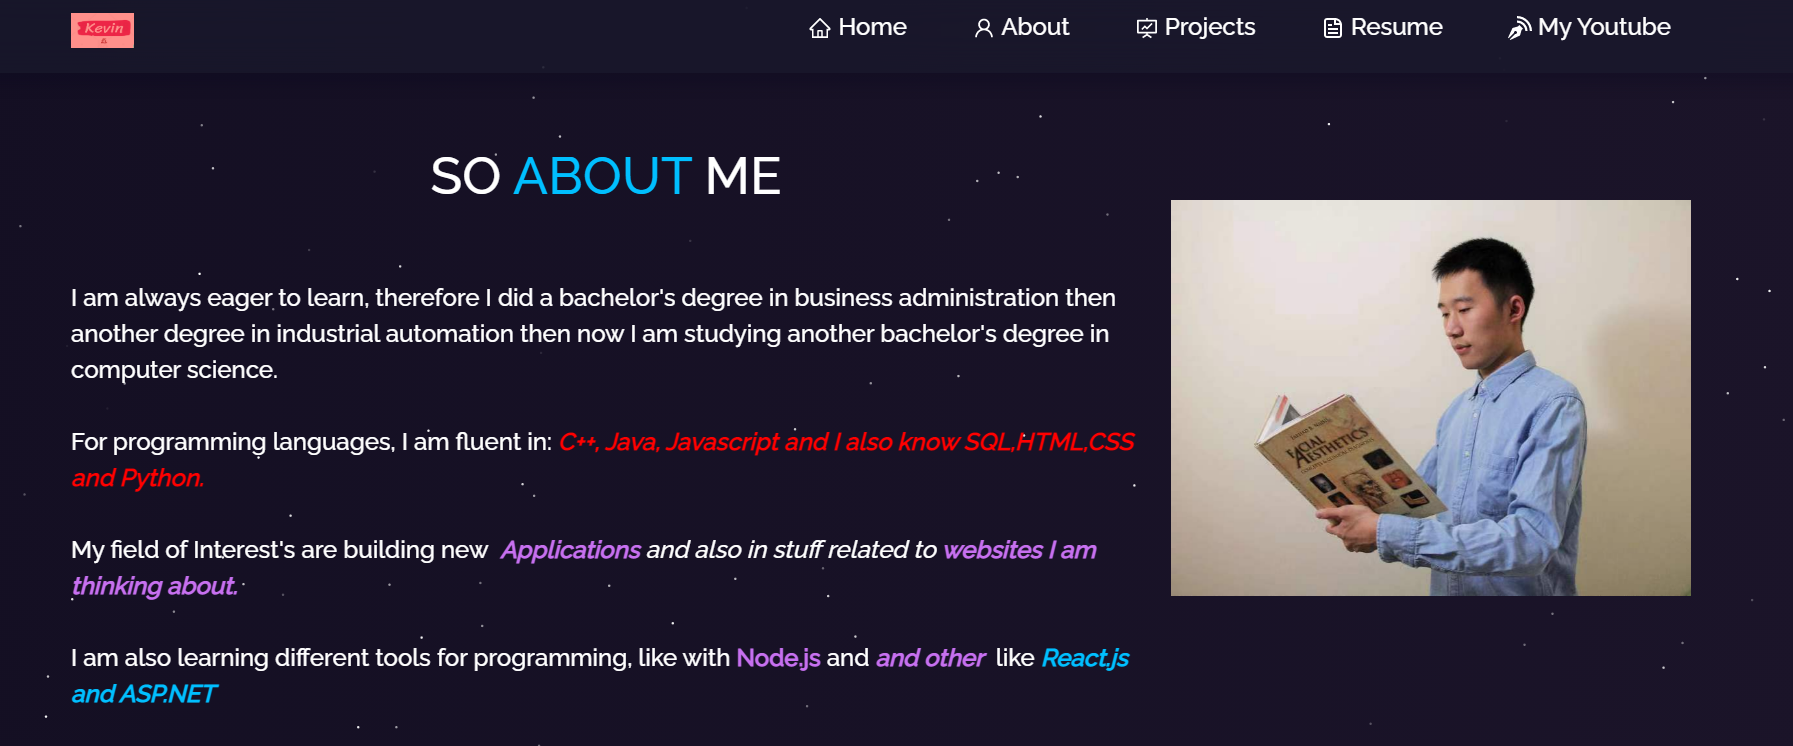 Kevin
Home
About
Projects
Resume
My Youtube
SO ABOUT ME
I am always eager to learn, therefore I did a bachelor's degree in business administration then
another degree in industrial automation then now I am studying another bachelor's degree in
computer science.
For programming languages, I am fluent in: C++, Java, Javascript and I also know SQL,HTML,CSS
and Python.
My field of Interest's are building new Applications and also in stuff related to websites I am
thinking about.
I am also learning different tools for programming, like with Node.js and and other like React.js
and ASP.NET
FACIAL
AESTHETICS